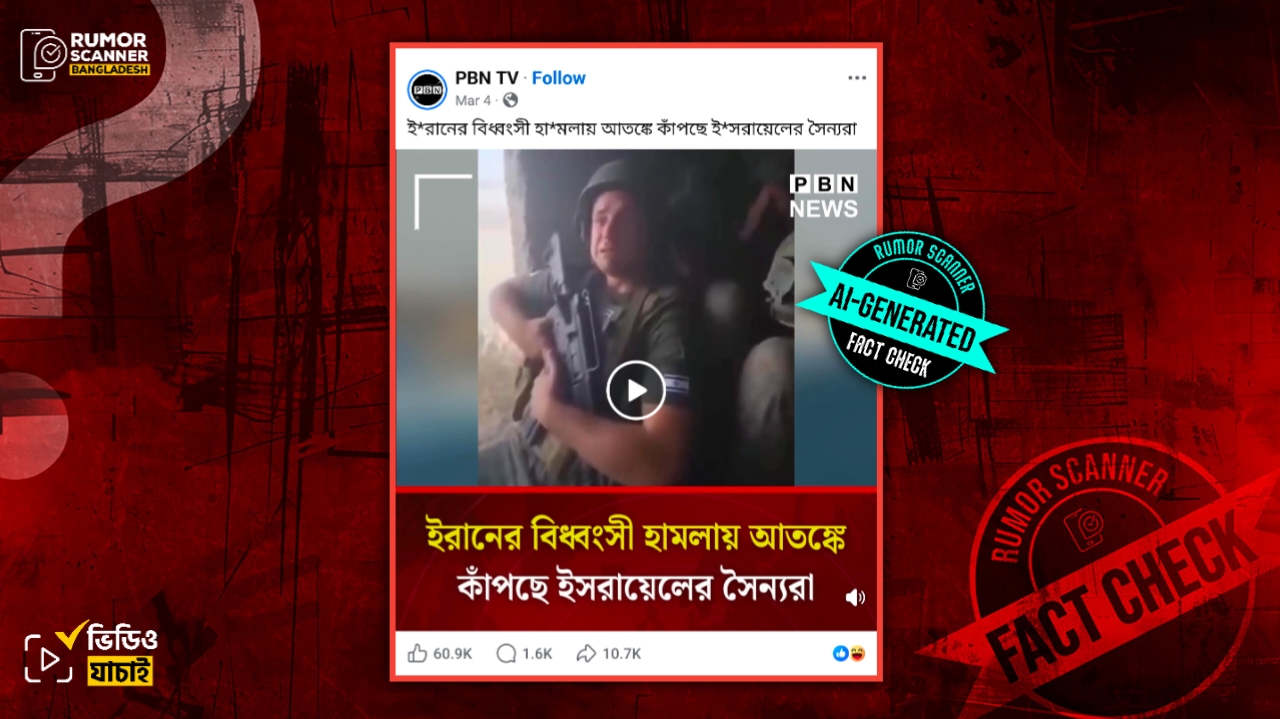 RUMOR
SCANNER
BANGLADESH
PBN
PBN TV · Follow
Mar 4 ·
ই*রানের বিধ্বংসী হা*মলায় আতঙ্কে কাঁপছে ই*সরায়েলের সৈন্যরা
PBN
NEWS
RUMOR SCANNER
AI-GENERATED
FACT CHECK
ইরানের বিধ্বংসী হামলায় আতঙ্কে
কাঁপছে ইসরায়েলের সৈন্যরা
60.9K 1.6K 10.7K
RUMOR SCANNER
FACT CHECK
ভিডিও
যাচাই